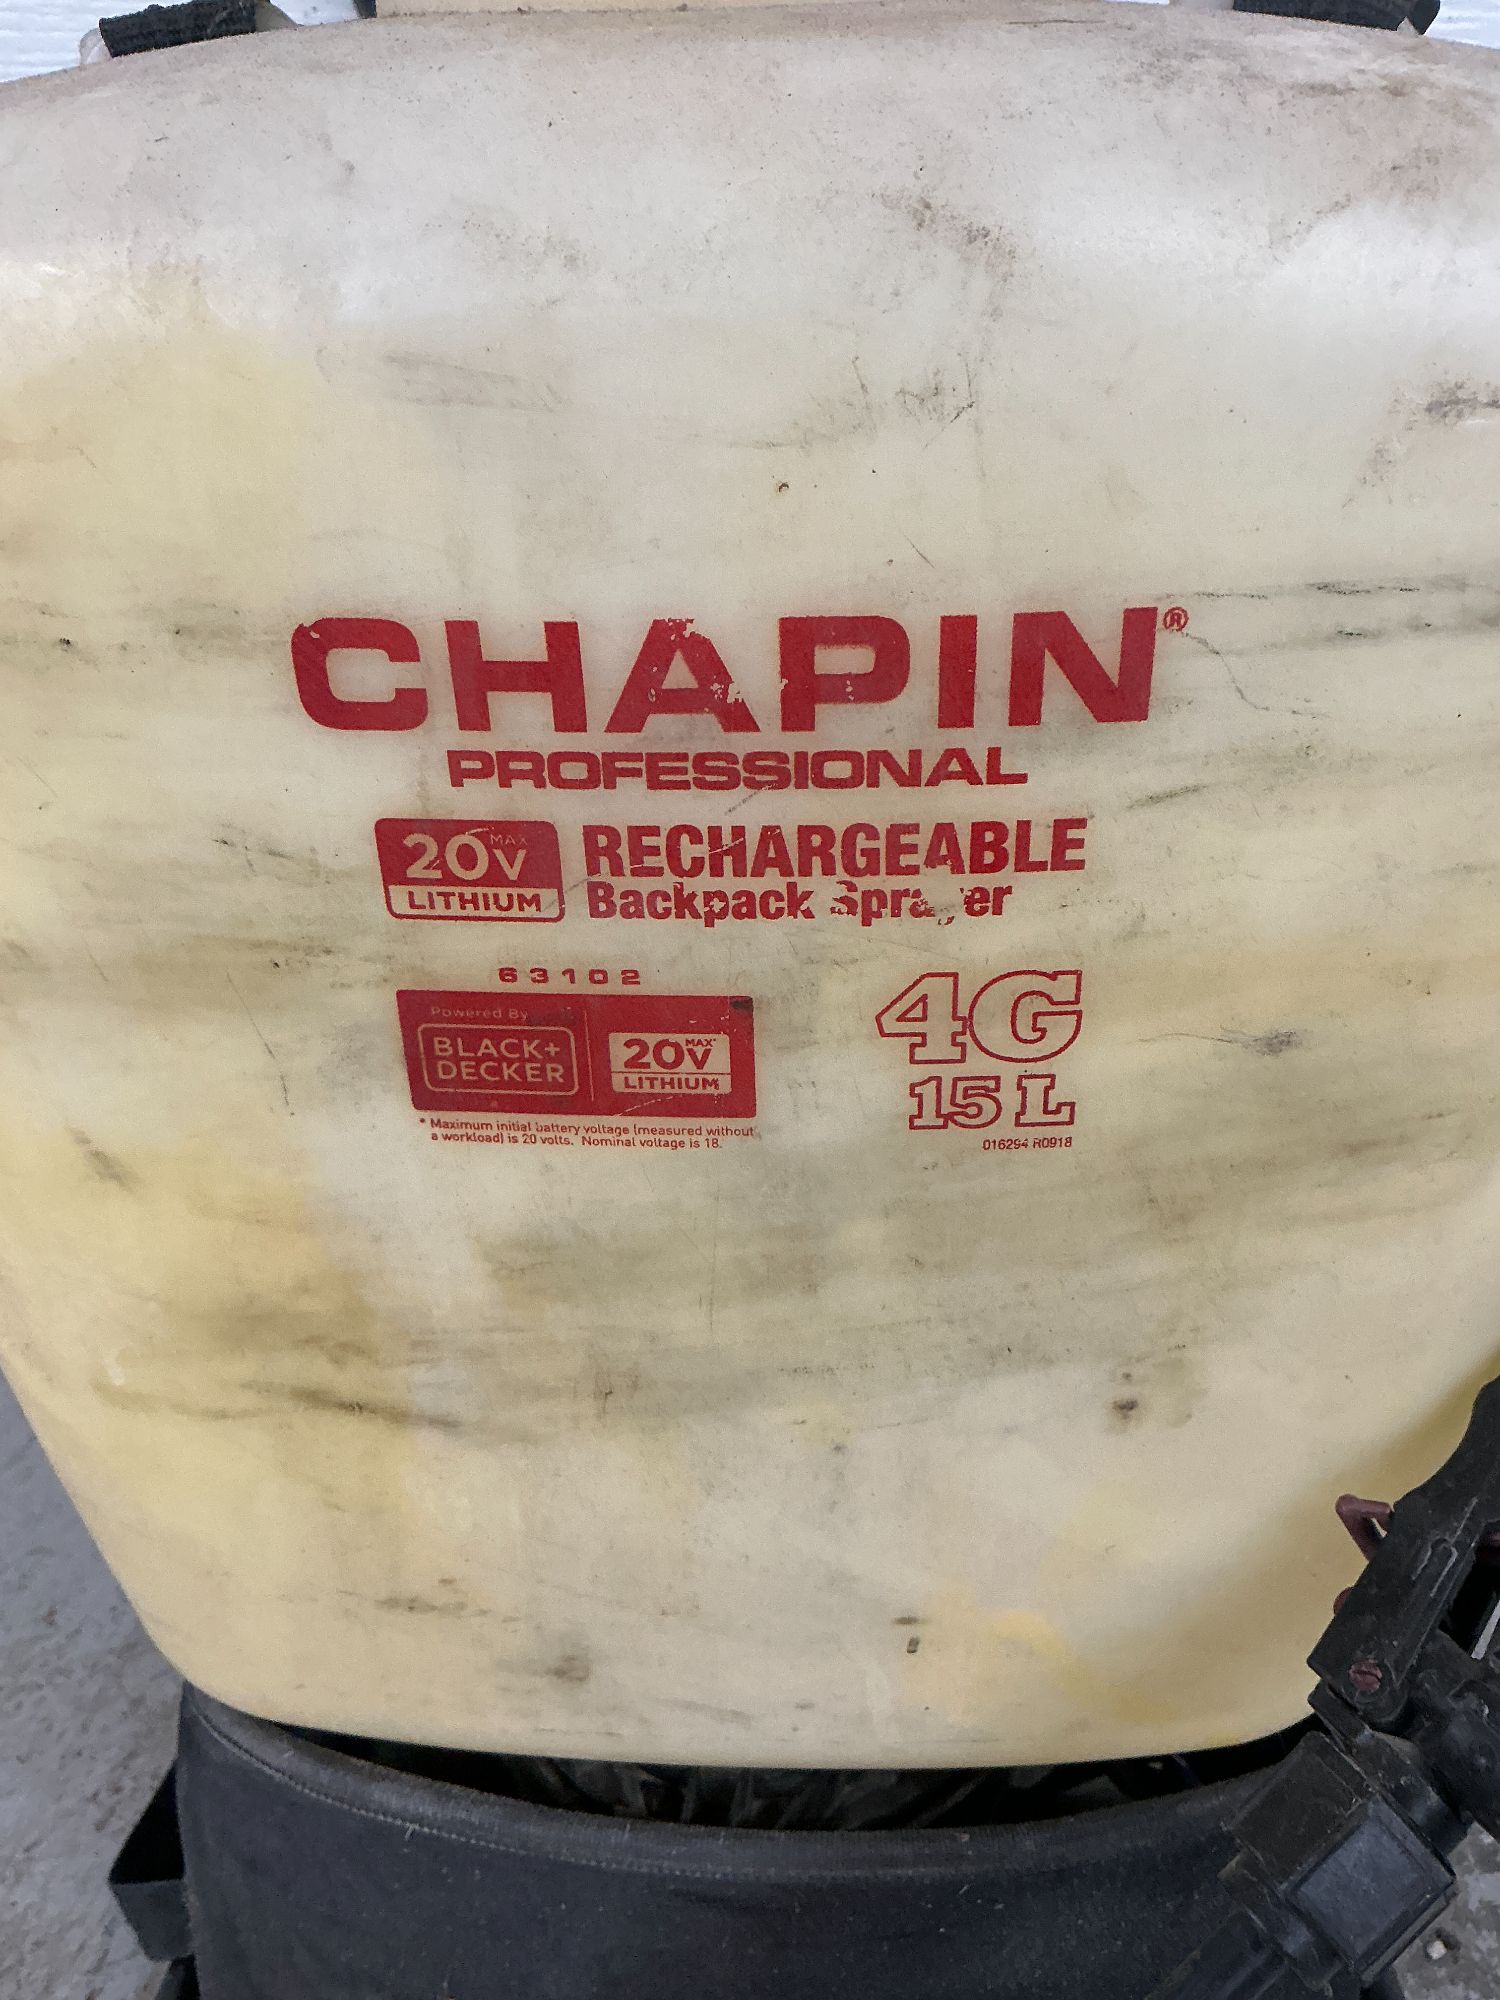 CHAPIN®
PROFESSIONAL
20V MAX LITHIUM
RECHARGEABLE
Backpack Sprayer
63102
Powered By
BLACK+
DECKER
20V MAX*
LITHIUM
* Maximum initial battery voltage (measured without
a workload) is 20 volts. Nominal voltage is 18.
4G
15 L
016294 R0918